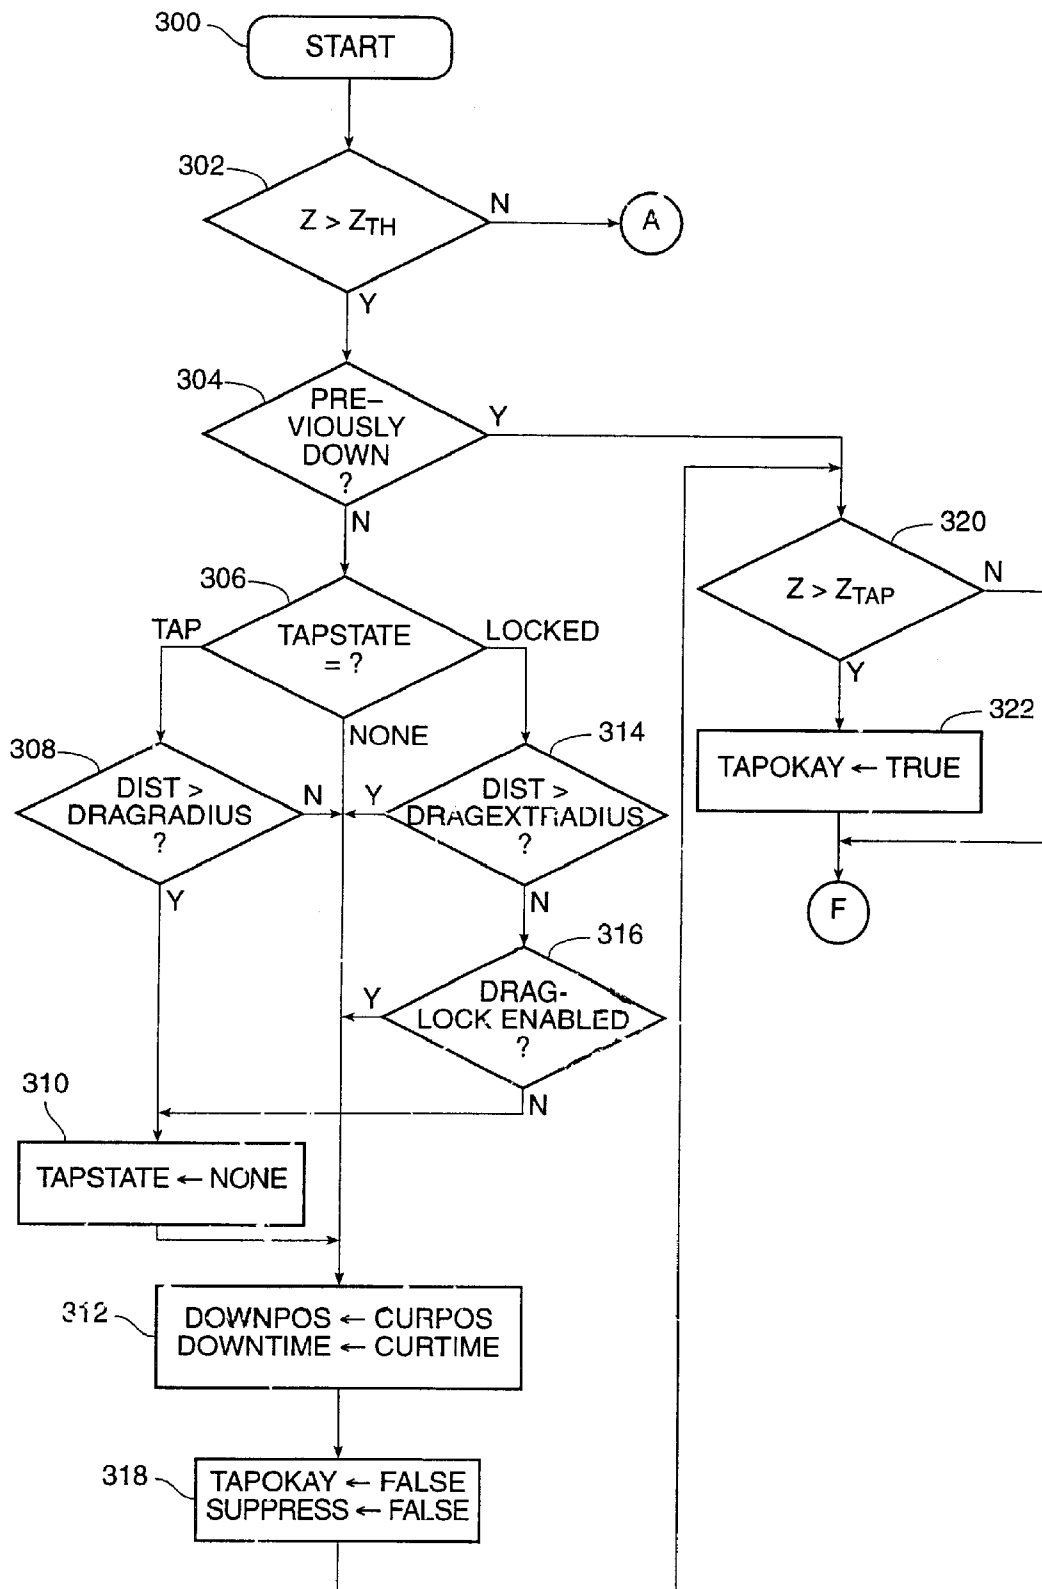 300
START
302
Z > ZTH
N
A
Y
304
PRE–
VIOUSLY
DOWN
?
Y
N
320
Z > ZTAP
N
Y
306
TAP
TAPSTATE
= ?
LOCKED
NONE
322
TAPOKAY ← TRUE
308
DIST >
DRAGRADIUS
?
N
Y
314
DIST >
DRAGEXTRADIUS
?
Y
N
F
316
DRAG-
LOCK ENABLED
?
Y
N
310
TAPSTATE ← NONE
312
DOWNPOS ← CURPOS
DOWNTIME ← CURTIME
318
TAPOKAY ← FALSE
SUPPRESS ← FALSE